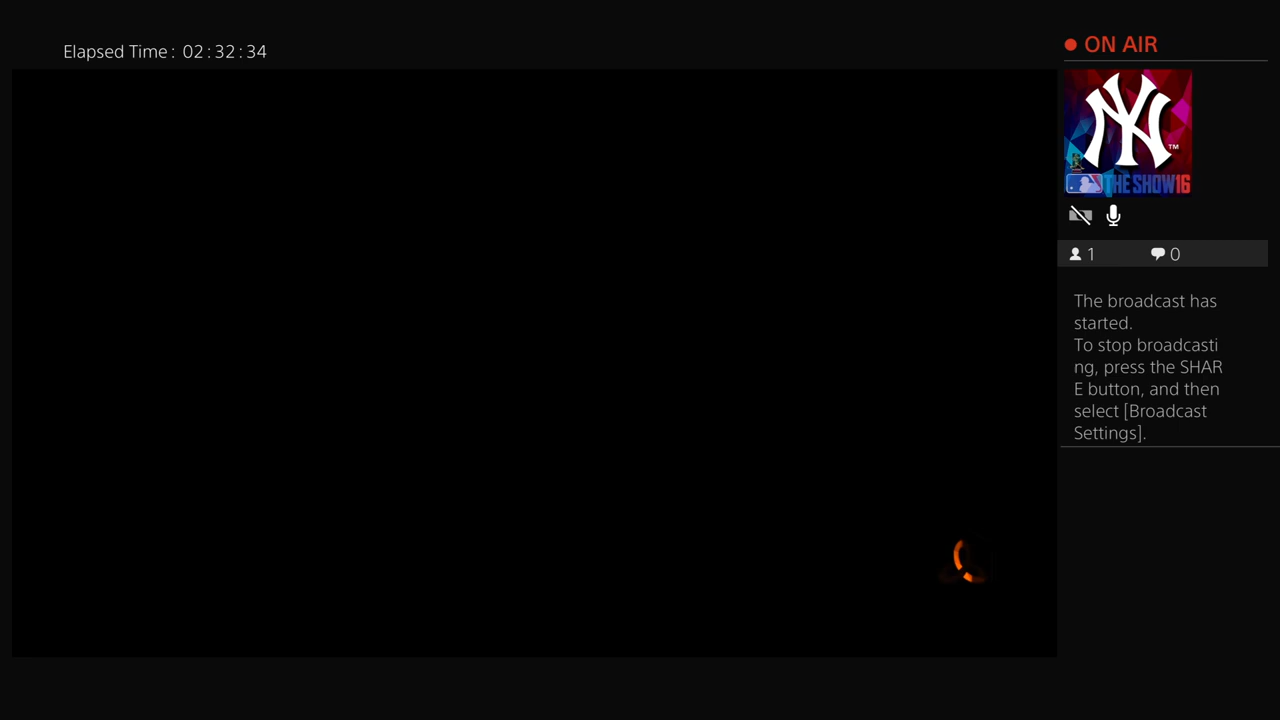 Elapsed Time: 02:32:34
ON AIR
NY
TM
THE SHOW16
1
0
The broadcast has
started.
To stop broadcasti
ng, press the SHAR
E button, and then
select [Broadcast
Settings].